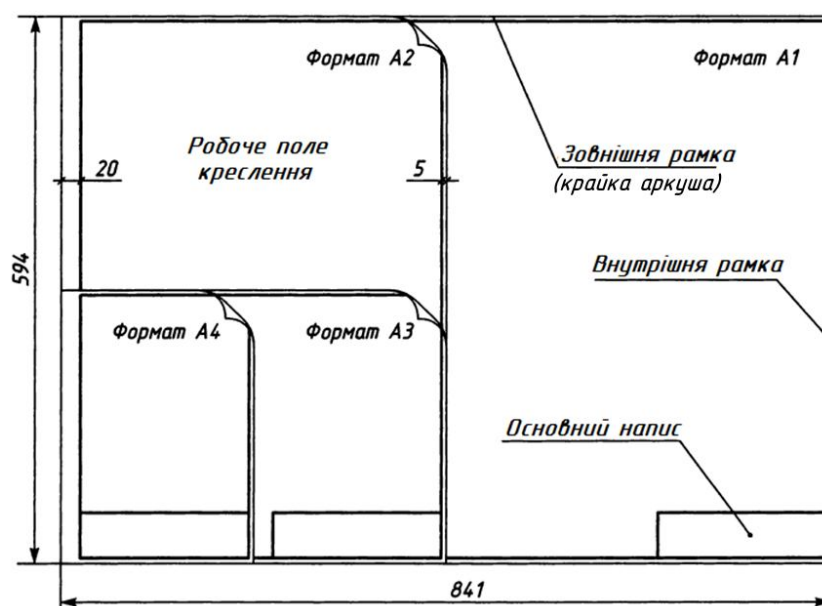 Формат А2
Формат А1
Робоче поле
креслення
20
5
Зовнішня рамка
(крайка аркуша)
594
Внутрішня рамка
Формат А4
Формат А3
Основний напис
841